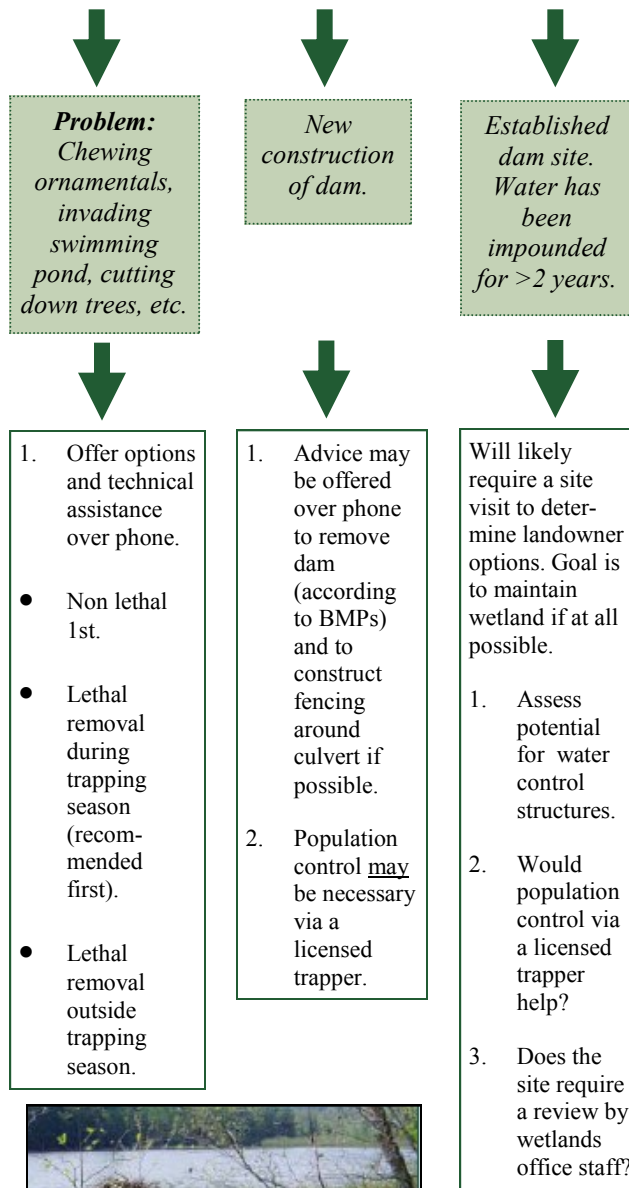 Problem:
Chewing
ornamentals,
invading
swimming
pond, cutting
down trees, etc.
New
construction
of dam.
Established
dam site.
Water has
been
impounded
for >2 years.
1. Offer options
and technical
assistance
over phone.
• Non lethal
1st.
• Lethal
removal
during
trapping
season
(recom-
mended
first).
• Lethal
removal
outside
trapping
season.
1. Advice may
be offered
over phone
to remove
dam
(according
to BMPs)
and to
construct
fencing
around
culvert if
possible.
2. Population
control may
be necessary
via a
licensed
trapper.
Will likely
require a site
visit to deter-
mine landowner
options. Goal is
to maintain
wetland if at all
possible.
1. Assess
potential
for water
control
structures.
2. Would
population
control via
a licensed
trapper
help?
3. Does the
site require
a review by
wetlands
office staff?